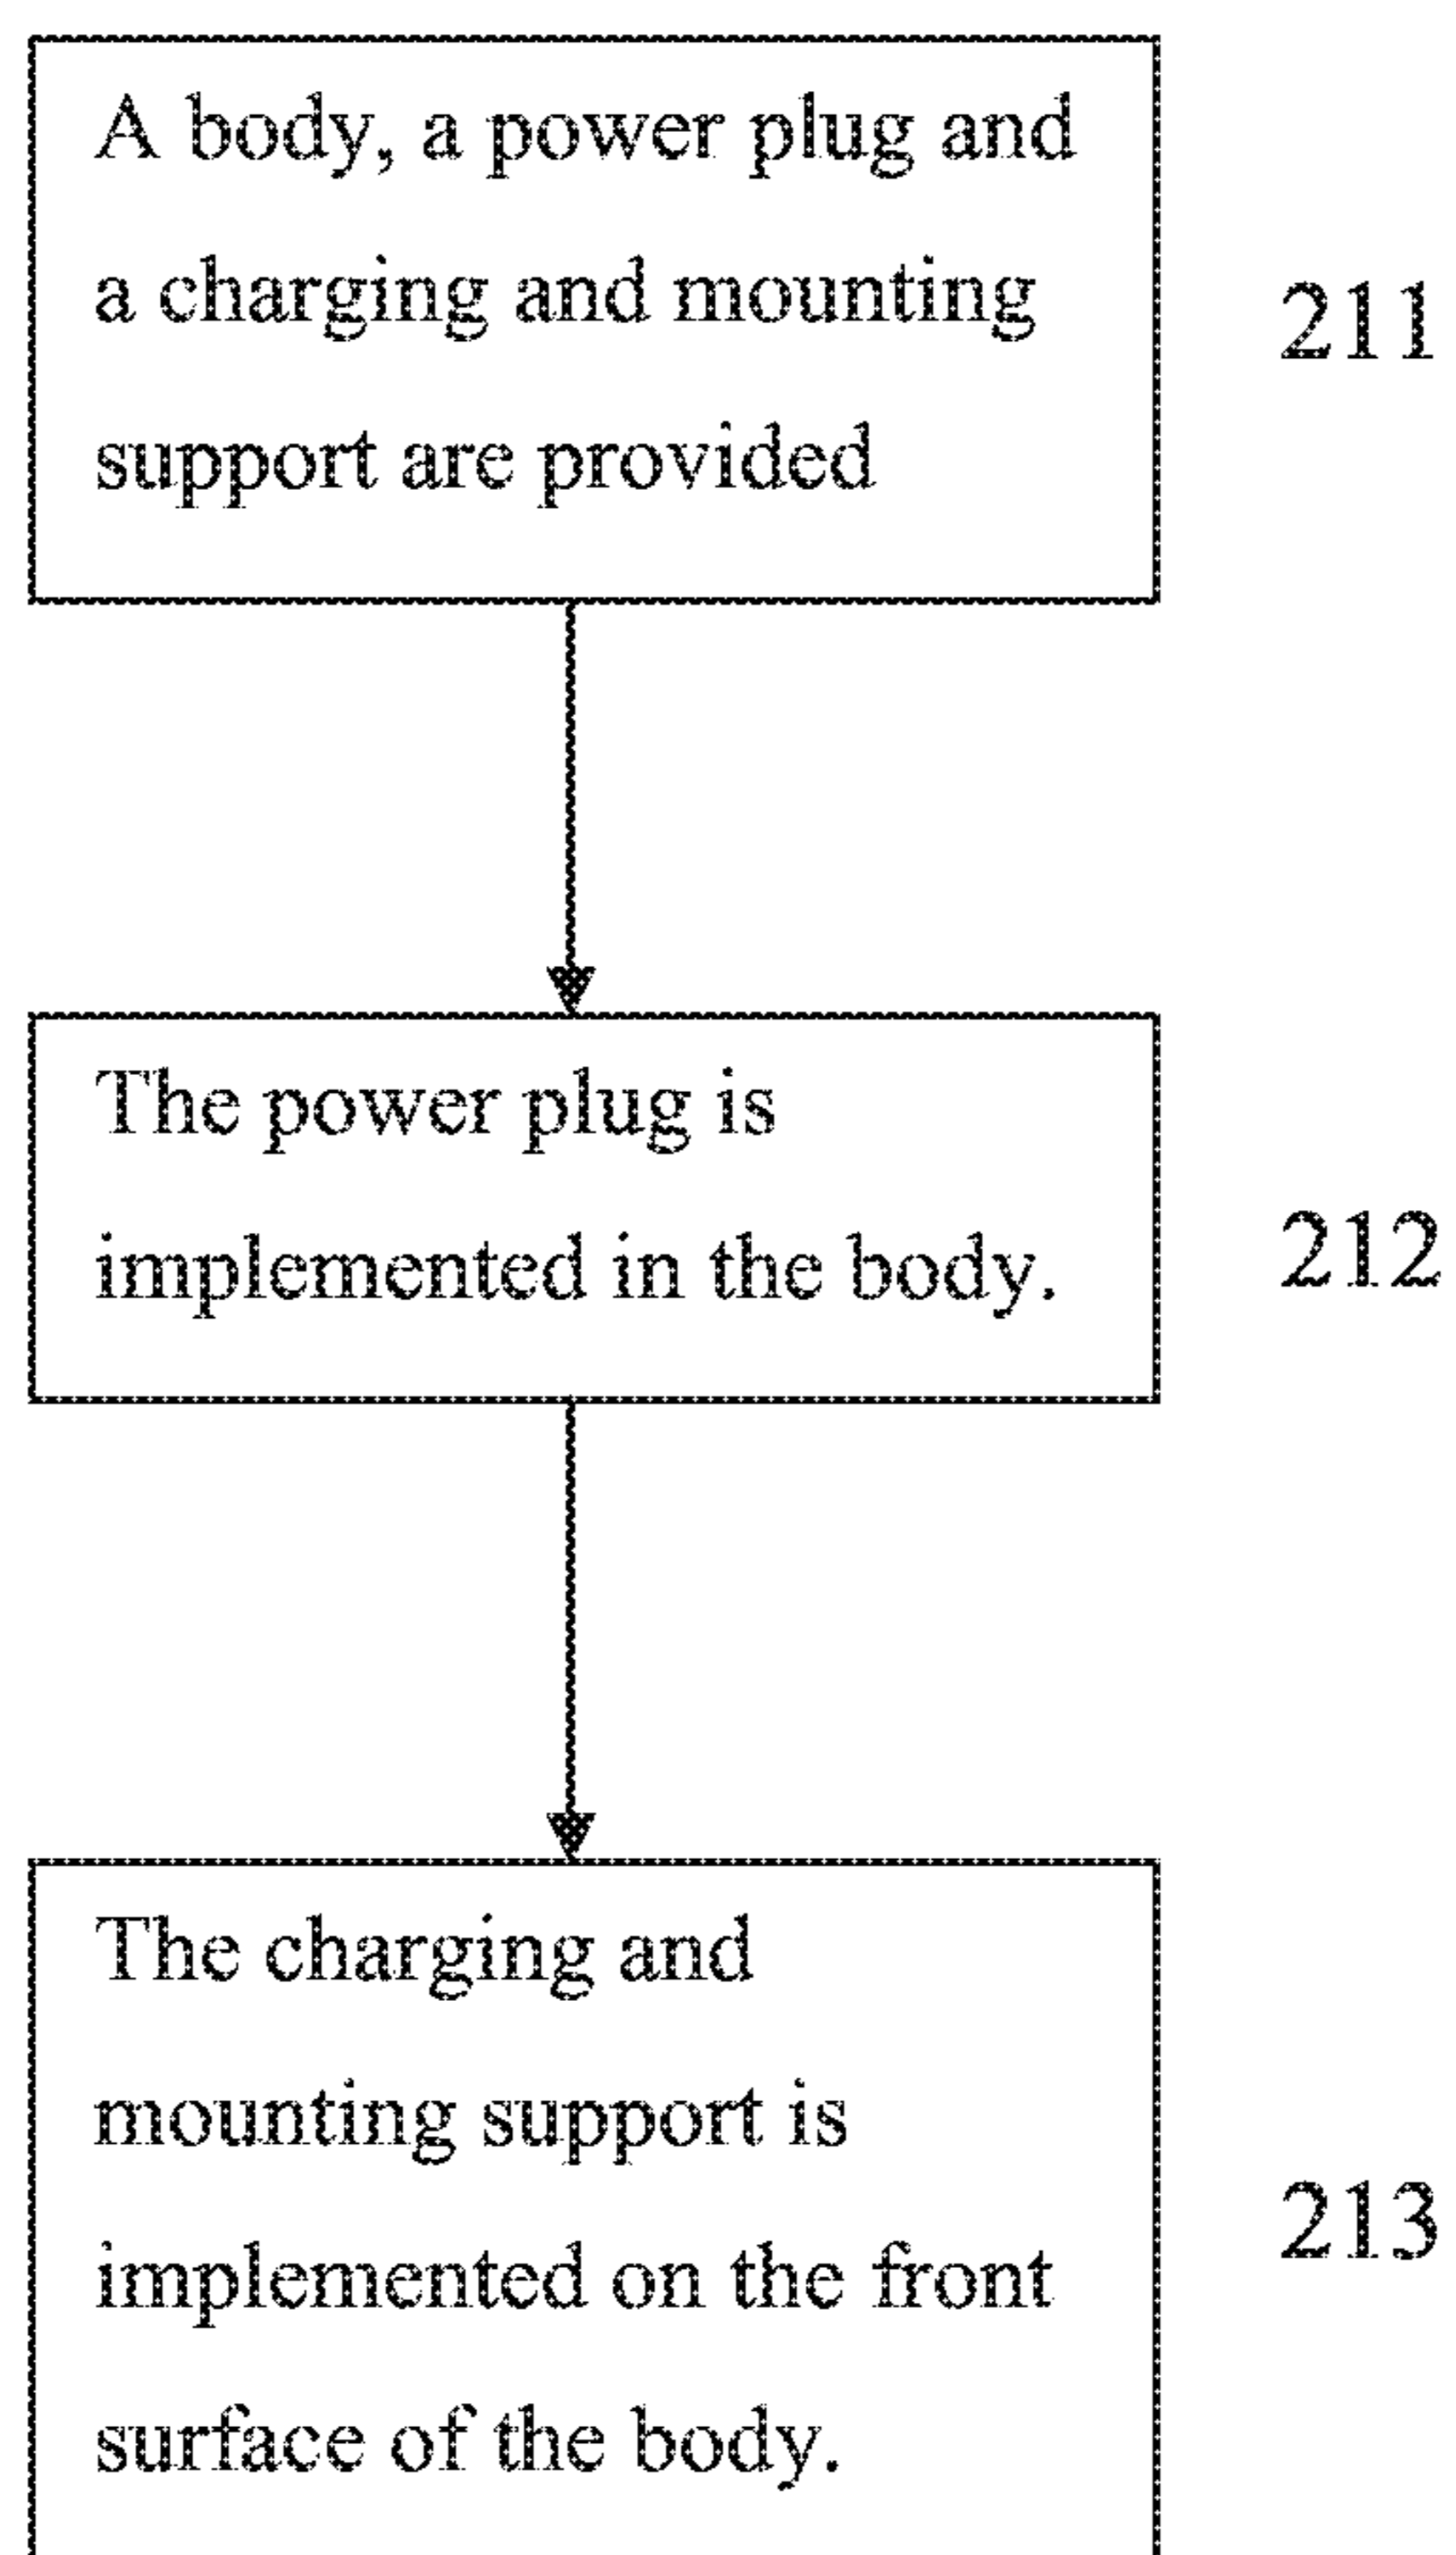 A body, a power plug and
a charging and mounting
support are provided
211
The power plug is
implemented in the body.
212
The charging and
mounting support is
implemented on the front
surface of the body.
213